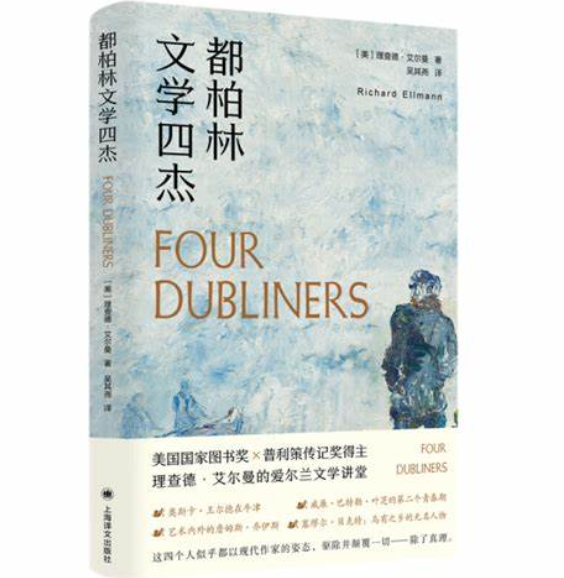 都柏林
文学四杰
[美] 理查德·艾尔曼 著
吴其尧 译
Richard Ellmann
FOUR
DUBLINERS
都柏林文学四杰
FOUR DUBLINERS
[美] 理查德·艾尔曼 著 吴其尧 译
上海译文出版社
美国国家图书奖×普利策传记奖得主
理查德·艾尔曼的爱尔兰文学讲堂
FOUR
DUBLINERS
奥斯卡·王尔德在牛津
威廉·巴特勒·叶芝的第二个青春期
艺术内外的詹姆斯·乔伊斯
塞缪尔·贝克特：乌有之乡的无名人物
这四个人似乎都以现代作家的姿态，驱除并颠覆一切——除了真理。